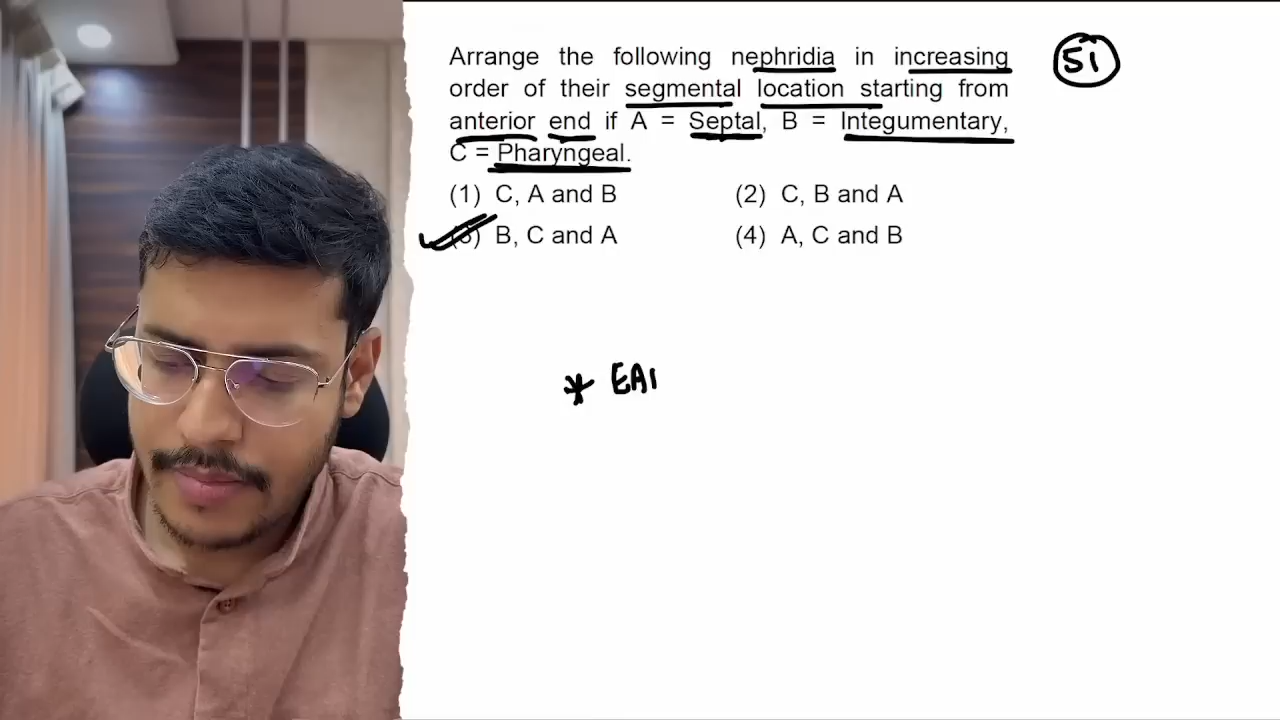 Arrange the following nephridia in increasing
order of their segmental location starting from
anterior end if A = Septal, B = Integumentary,
C = Pharyngeal.
(1) C, A and B (2) C, B and A
(3) B, C and A (4) A, C and B
51
* EAI